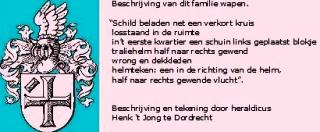 Beschrijving van dit familie wapen.
"Schild beladen net een verkort kruis
losstaand in de ruimte
in't eerste kwartier een schuin links geplaatst blokje
traliehelm half naar rechts gewend
wrong en dekkleden
helmteken: een in de richting van de helm,
half naar rechts gewende vlucht".
Beschrijving en tekening door heraldicus
Henk 't Jong te Dordrecht